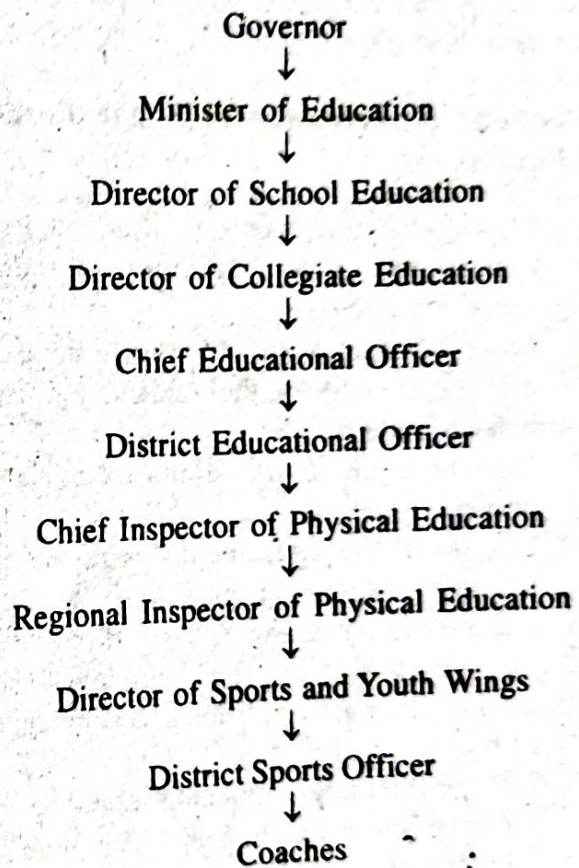 Governor
↓
Minister of Education
↓
Director of School Education
↓
Director of Collegiate Education
↓
Chief Educational Officer
↓
District Educational Officer
↓
Chief Inspector of Physical Education
↓
Regional Inspector of Physical Education
↓
Director of Sports and Youth Wings
↓
District Sports Officer
↓
Coaches